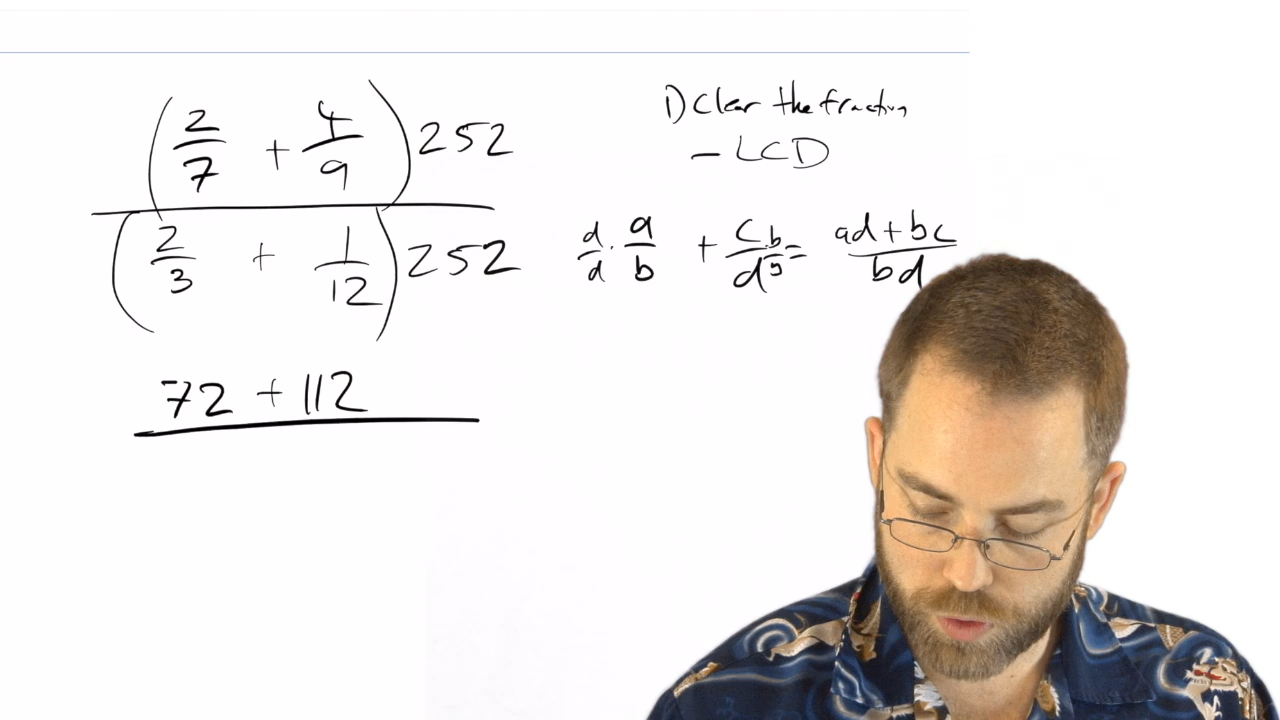 (2/7 + 4/9) 252
(2/3 + 1/12) 252
72 + 112
1) Clear the fraction
- LCD
d/d · a/b + c/d b/b = ad + bc / bd